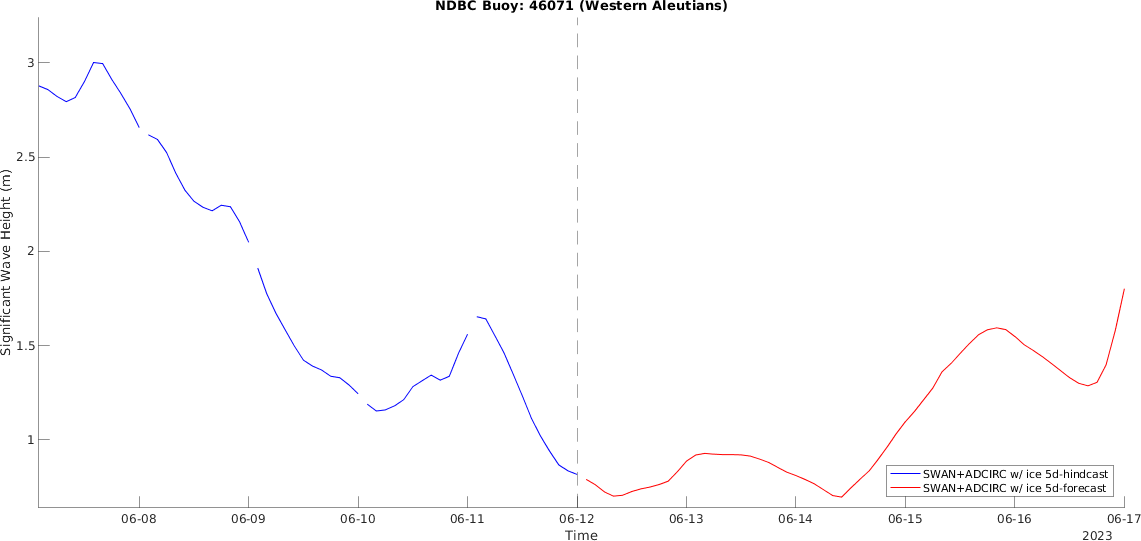 NDBC Buoy: 46071 (Western Aleutians)
Significant Wave Height (m)
3
2.5
2
1.5
1
SWAN+ADCIRC w/ ice 5d-hindcast
SWAN+ADCIRC w/ ice 5d-forecast
06-08 06-09 06-10 06-11 06-12 06-13 06-14 06-15 06-16 06-17
Time
2023